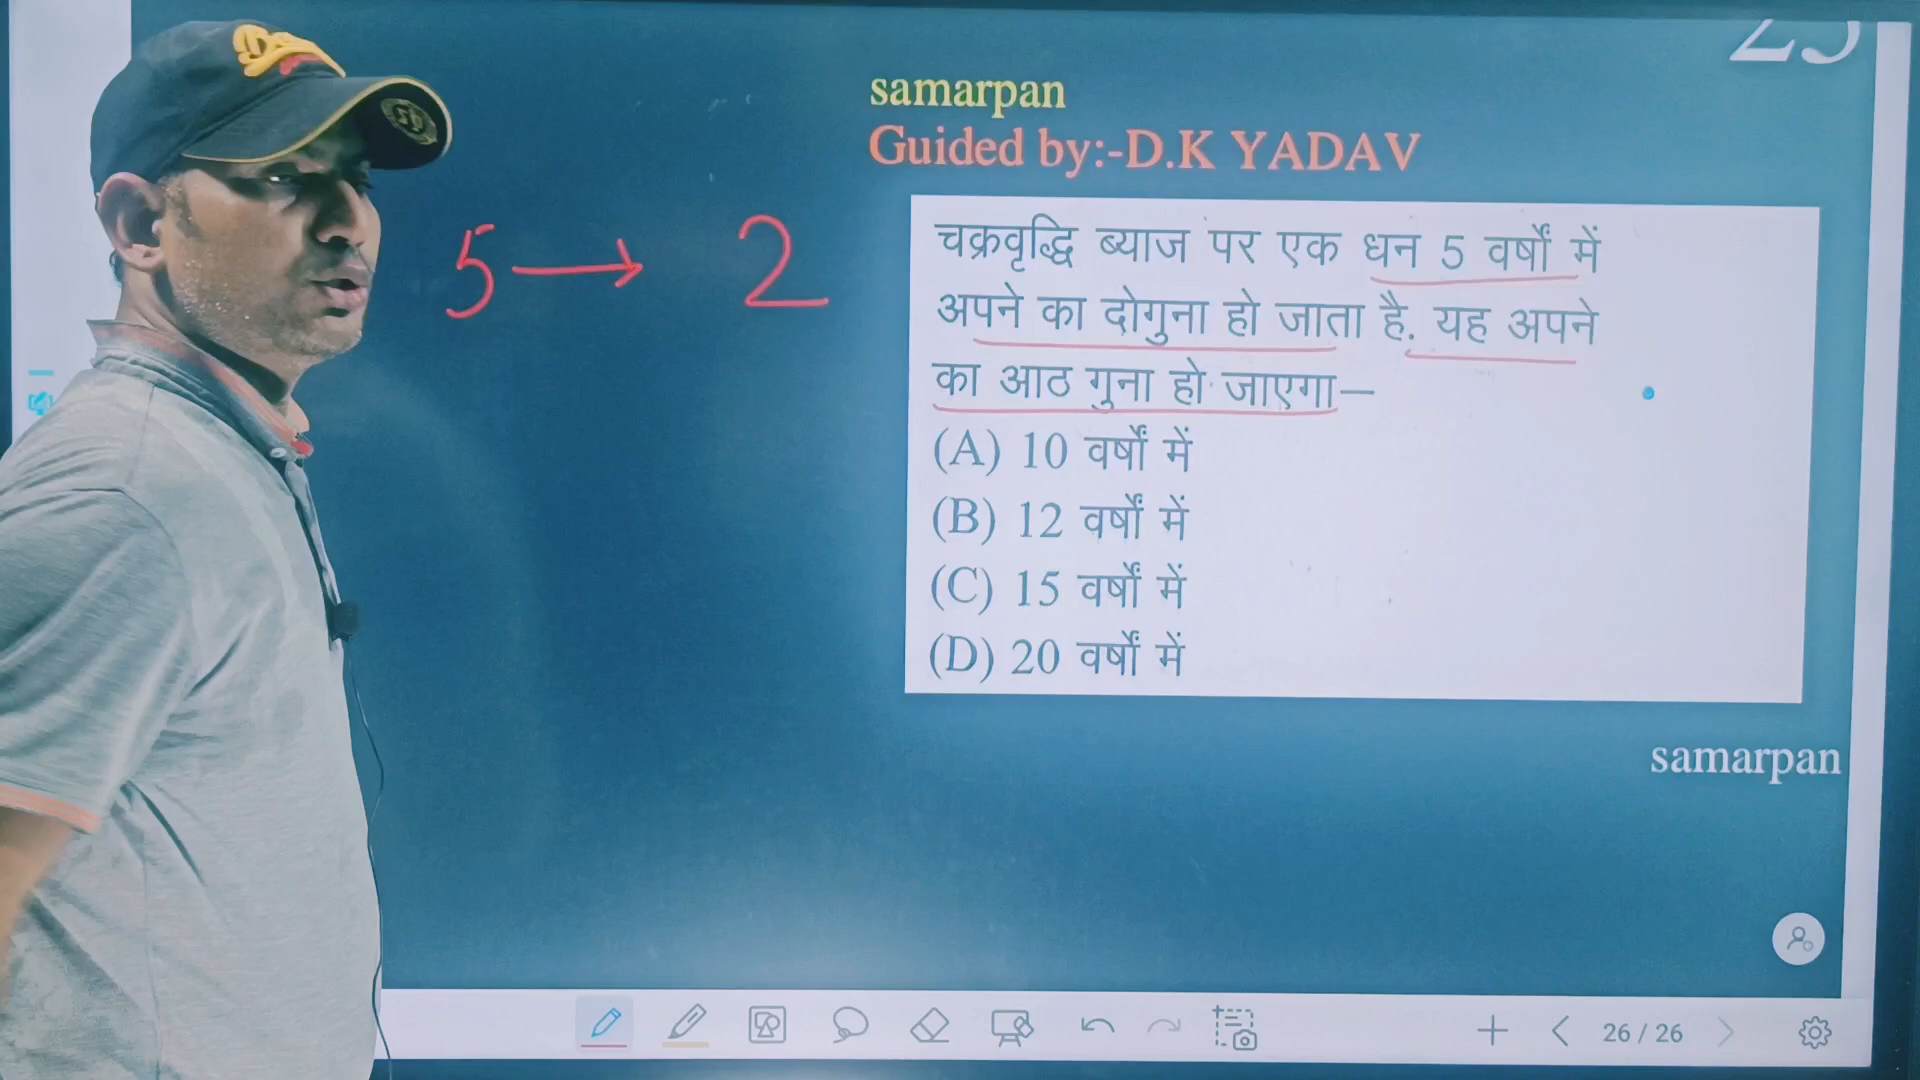 samarpan
Guided by:-D.K YADAV
5 → 2
चक्रवृद्धि ब्याज पर एक धन 5 वर्षों में
अपने का दोगुना हो जाता है. यह अपने
का आठ गुना हो जाएगा—
(A) 10 वर्षों में
(B) 12 वर्षों में
(C) 15 वर्षों में
(D) 20 वर्षों में
samarpan
26 / 26